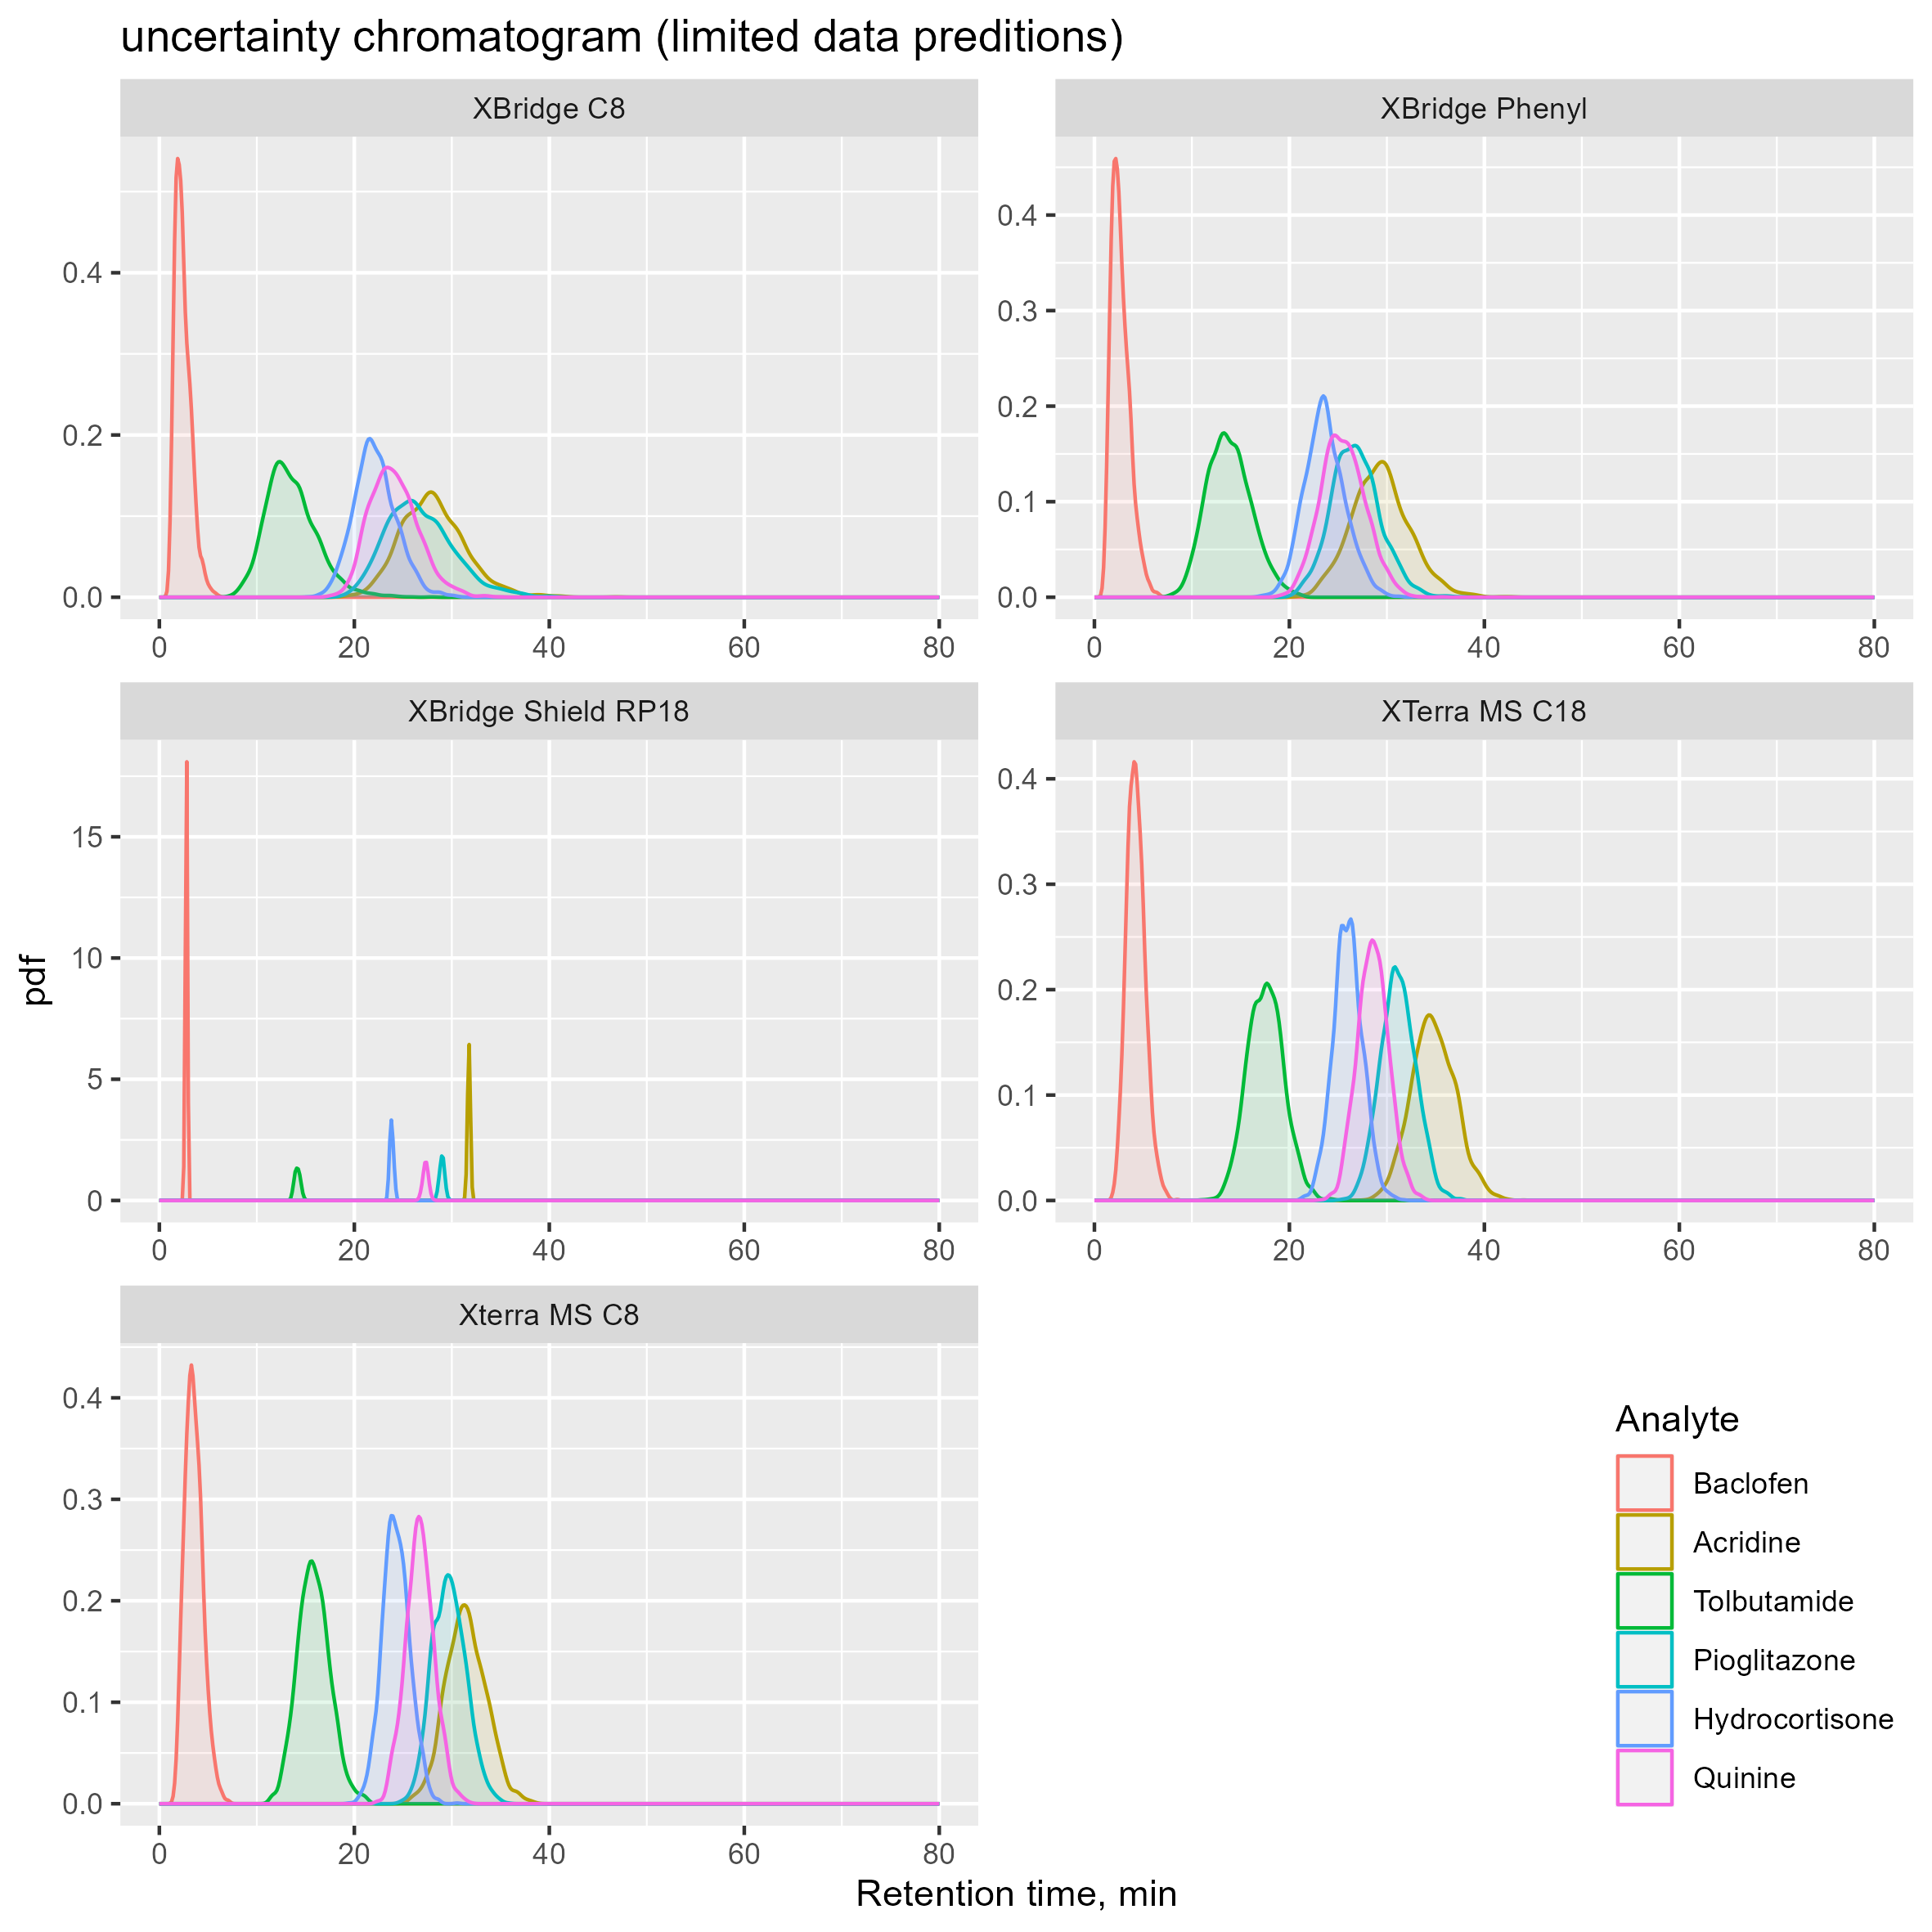 uncertainty chromatogram (limited data preditions)
XBridge C8
XBridge Phenyl
0.4
0.2
0.0
0 20 40 60 80
0.4
0.3
0.2
0.1
0.0
0 20 40 60 80
XBridge Shield RP18
XTerra MS C18
pdf
15
10
5
0
0 20 40 60 80
0.4
0.3
0.2
0.1
0.0
0 20 40 60 80
Xterra MS C8
0.4
0.3
0.2
0.1
0.0
0 20 40 60 80
Retention time, min
Analyte
Baclofen
Acridine
Tolbutamide
Pioglitazone
Hydrocortisone
Quinine